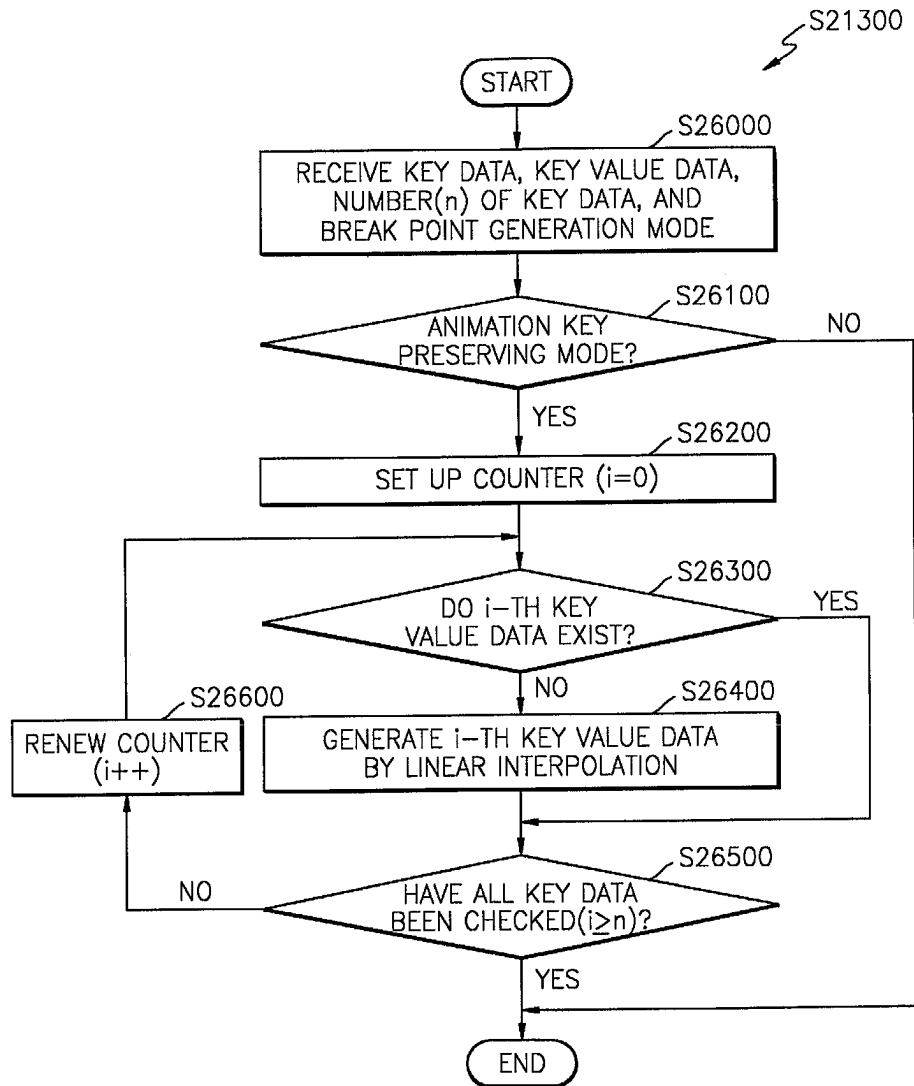 S21300
START
S26000
RECEIVE KEY DATA, KEY VALUE DATA,
NUMBER(n) OF KEY DATA, AND
BREAK POINT GENERATION MODE
S26100
ANIMATION KEY
PRESERVING MODE?
NO
YES
S26200
SET UP COUNTER (i=0)
S26300
DO i-TH KEY
VALUE DATA EXIST?
YES
NO
S26400
GENERATE i-TH KEY VALUE DATA
BY LINEAR INTERPOLATION
S26600
RENEW COUNTER
(i++)
S26500
HAVE ALL KEY DATA
BEEN CHECKED(i≥n)?
NO
YES
END